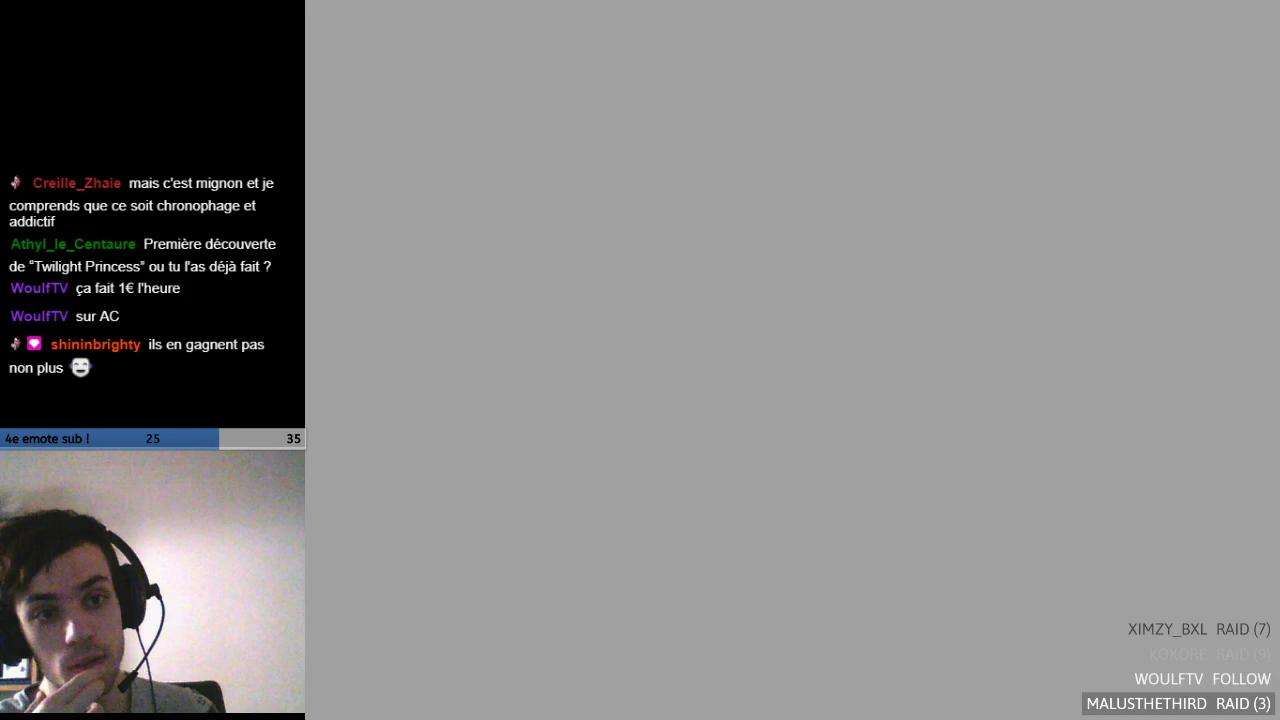 Creille_Zhaie mais c'est mignon et je
comprends que ce soit chronophage et
addictif
Athyl_le_Centaure Première découverte
de “Twilight Princess” ou tu l'as déjà fait ?
WoulfTV ça fait 1€ l'heure
WoulfTV sur AC
shininbrighty ils en gagnent pas
non plus
4e emote sub ! 25 35
XIMZY_BXL RAID (7)
KOKORE RAID (9)
WOULFTV FOLLOW
MALUSTHETHIRD RAID (3)